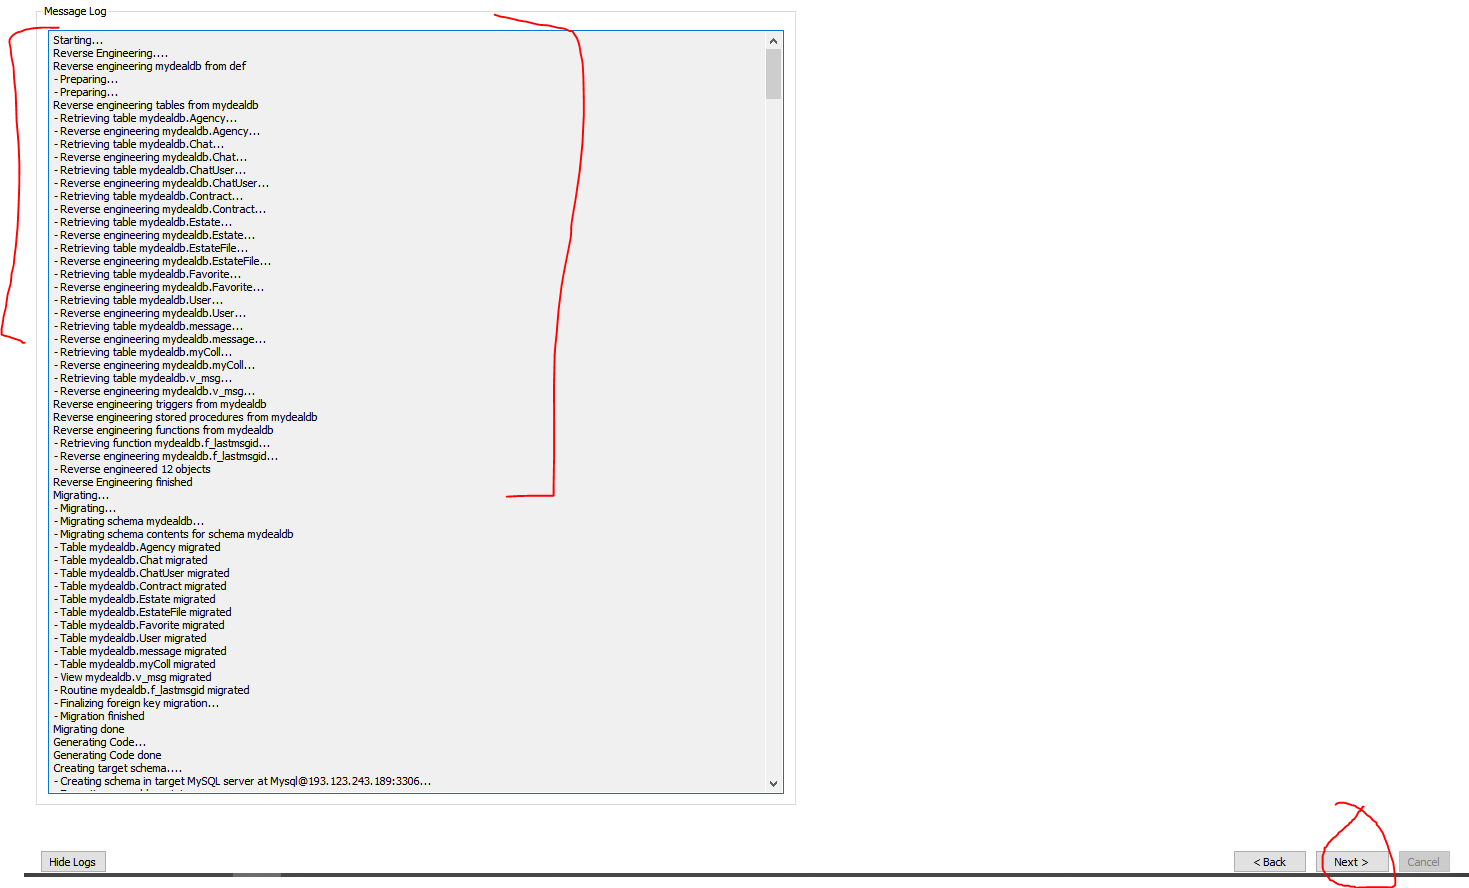 Message Log
Starting...
Reverse Engineering....
Reverse engineering mydealdb from def
- Preparing...
- Preparing...
Reverse engineering tables from mydealdb
- Retrieving table mydealdb.Agency...
- Reverse engineering mydealdb.Agency...
- Retrieving table mydealdb.Chat...
- Reverse engineering mydealdb.Chat...
- Retrieving table mydealdb.ChatUser...
- Reverse engineering mydealdb.ChatUser...
- Retrieving table mydealdb.Contract...
- Reverse engineering mydealdb.Contract...
- Retrieving table mydealdb.Estate...
- Reverse engineering mydealdb.Estate...
- Retrieving table mydealdb.EstateFile...
- Reverse engineering mydealdb.EstateFile...
- Retrieving table mydealdb.Favorite...
- Reverse engineering mydealdb.Favorite...
- Retrieving table mydealdb.User...
- Reverse engineering mydealdb.User...
- Retrieving table mydealdb.message...
- Reverse engineering mydealdb.message...
- Retrieving table mydealdb.myColl...
- Reverse engineering mydealdb.myColl...
- Retrieving table mydealdb.v_msg...
- Reverse engineering mydealdb.v_msg...
Reverse engineering triggers from mydealdb
Reverse engineering stored procedures from mydealdb
Reverse engineering functions from mydealdb
- Retrieving function mydealdb.f_lastmsgid...
- Reverse engineering mydealdb.f_lastmsgid...
- Reverse engineered 12 objects
Reverse Engineering finished
Migrating...
- Migrating...
- Migrating schema mydealdb...
- Migrating schema contents for schema mydealdb
- Table mydealdb.Agency migrated
- Table mydealdb.Chat migrated
- Table mydealdb.ChatUser migrated
- Table mydealdb.Contract migrated
- Table mydealdb.Estate migrated
- Table mydealdb.EstateFile migrated
- Table mydealdb.Favorite migrated
- Table mydealdb.User migrated
- Table mydealdb.message migrated
- Table mydealdb.myColl migrated
- View mydealdb.v_msg migrated
- Routine mydealdb.f_lastmsgid migrated
- Finalizing foreign key migration...
- Migration finished
Migrating done
Generating Code...
Generating Code done
Creating target schema....
- Creating schema in target MySQL server at Mysql@193.123.243.189:3306...
Hide Logs
< Back
Next >
Cancel